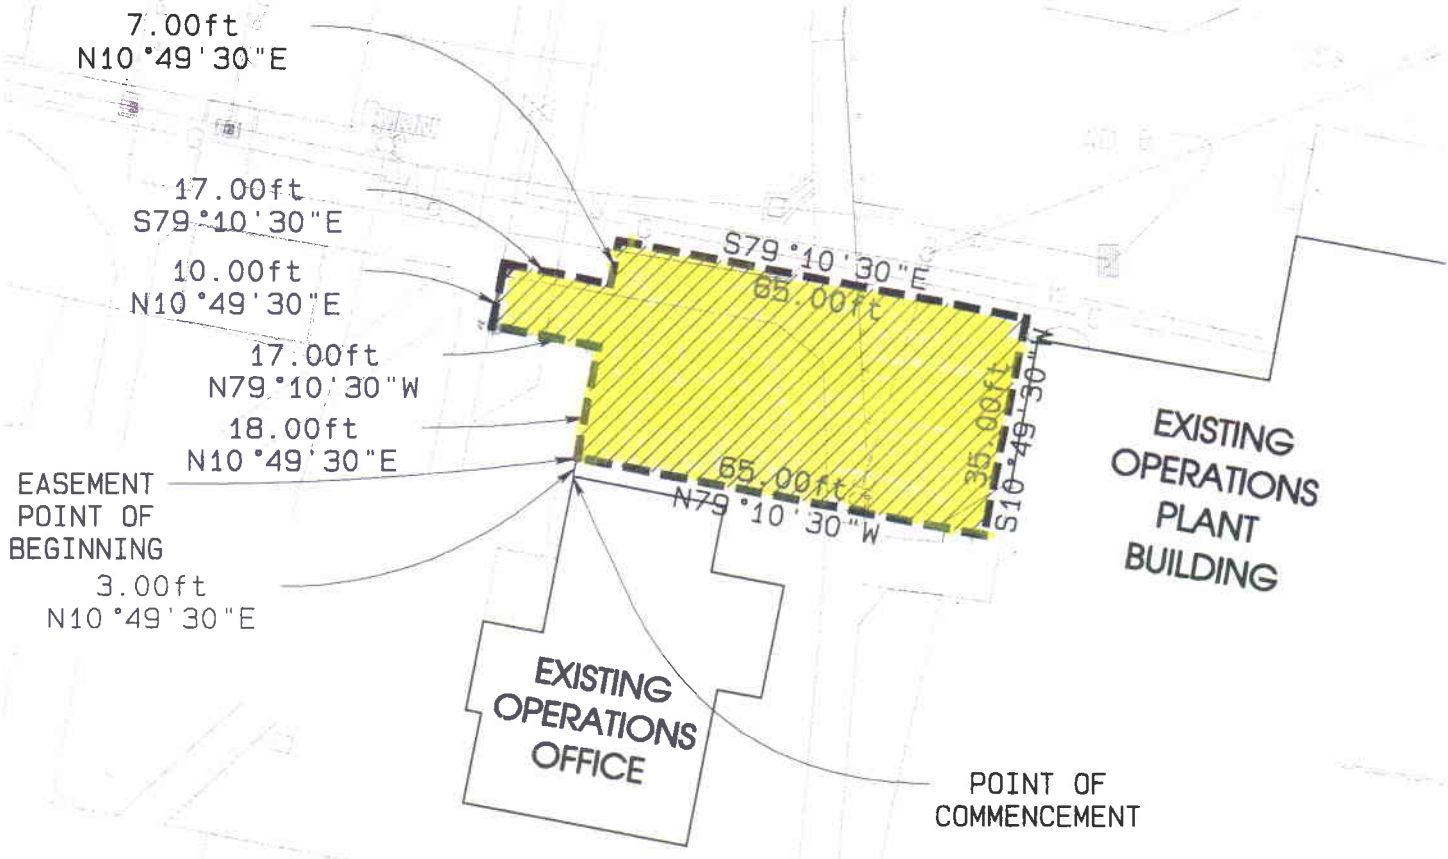 7.00ft
N10°49'30"E
17.00ft
S79°10'30"E
10.00ft
N10°49'30"E
17.00ft
N79°10'30"W
18.00ft
N10°49'30"E
EASEMENT
POINT OF
BEGINNING
3.00ft
N10°49'30"E
S79°10'30"E
65.00ft
35.00ft
S10°49'30"W
65.00ft
N79°10'30"W
EXISTING
OPERATIONS
PLANT
BUILDING
EXISTING
OPERATIONS
OFFICE
POINT OF
COMMENCEMENT